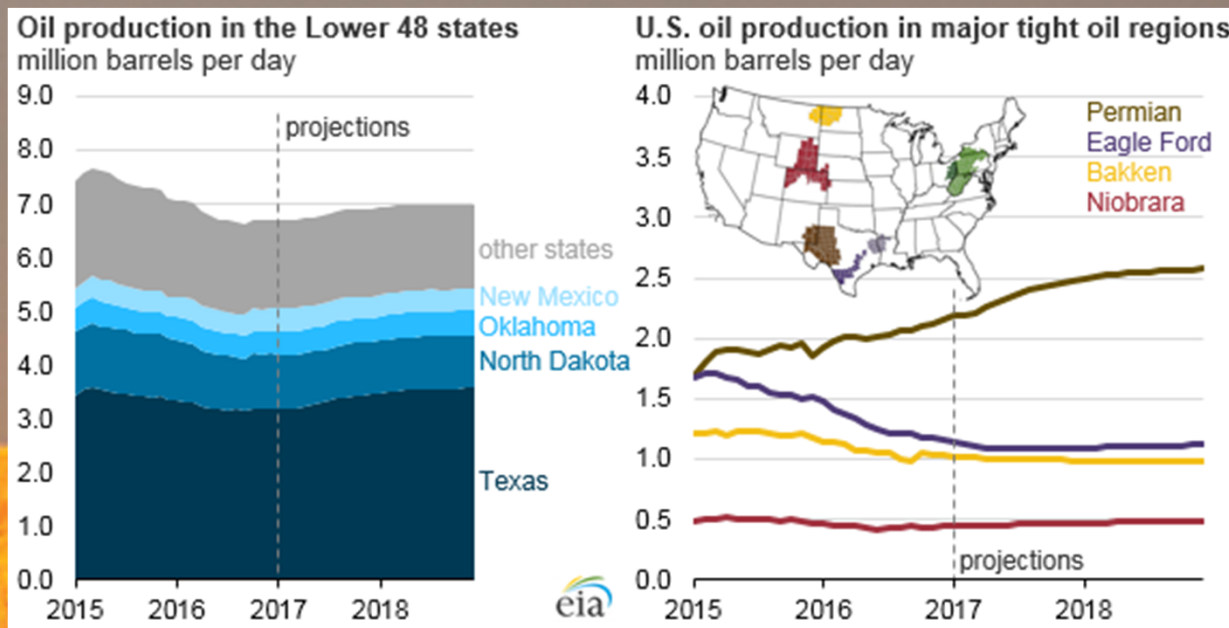 Oil production in the Lower 48 states
million barrels per day
9.0
8.0
7.0
6.0
5.0
4.0
3.0
2.0
1.0
0.0
projections
other states
New Mexico
Oklahoma
North Dakota
Texas
2015 2016 2017 2018
eia
U.S. oil production in major tight oil regions
million barrels per day
4.0
3.5
3.0
2.5
2.0
1.5
1.0
0.5
0.0
Permian
Eagle Ford
Bakken
Niobrara
projections
2015 2016 2017 2018